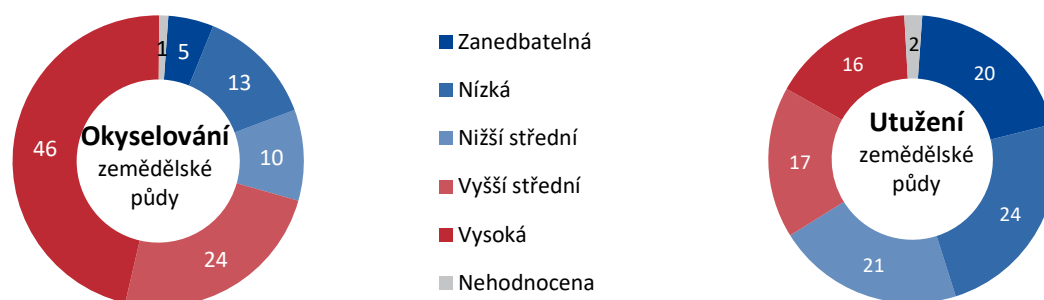 1
5
13
10
24
46
Okyselování
zemědělské
půdy
Zanedbatelná
Nízká
Nižší střední
Vyšší střední
Vysoká
Nehodnocena
2
20
24
21
17
16
Utužení
zemědělské
půdy